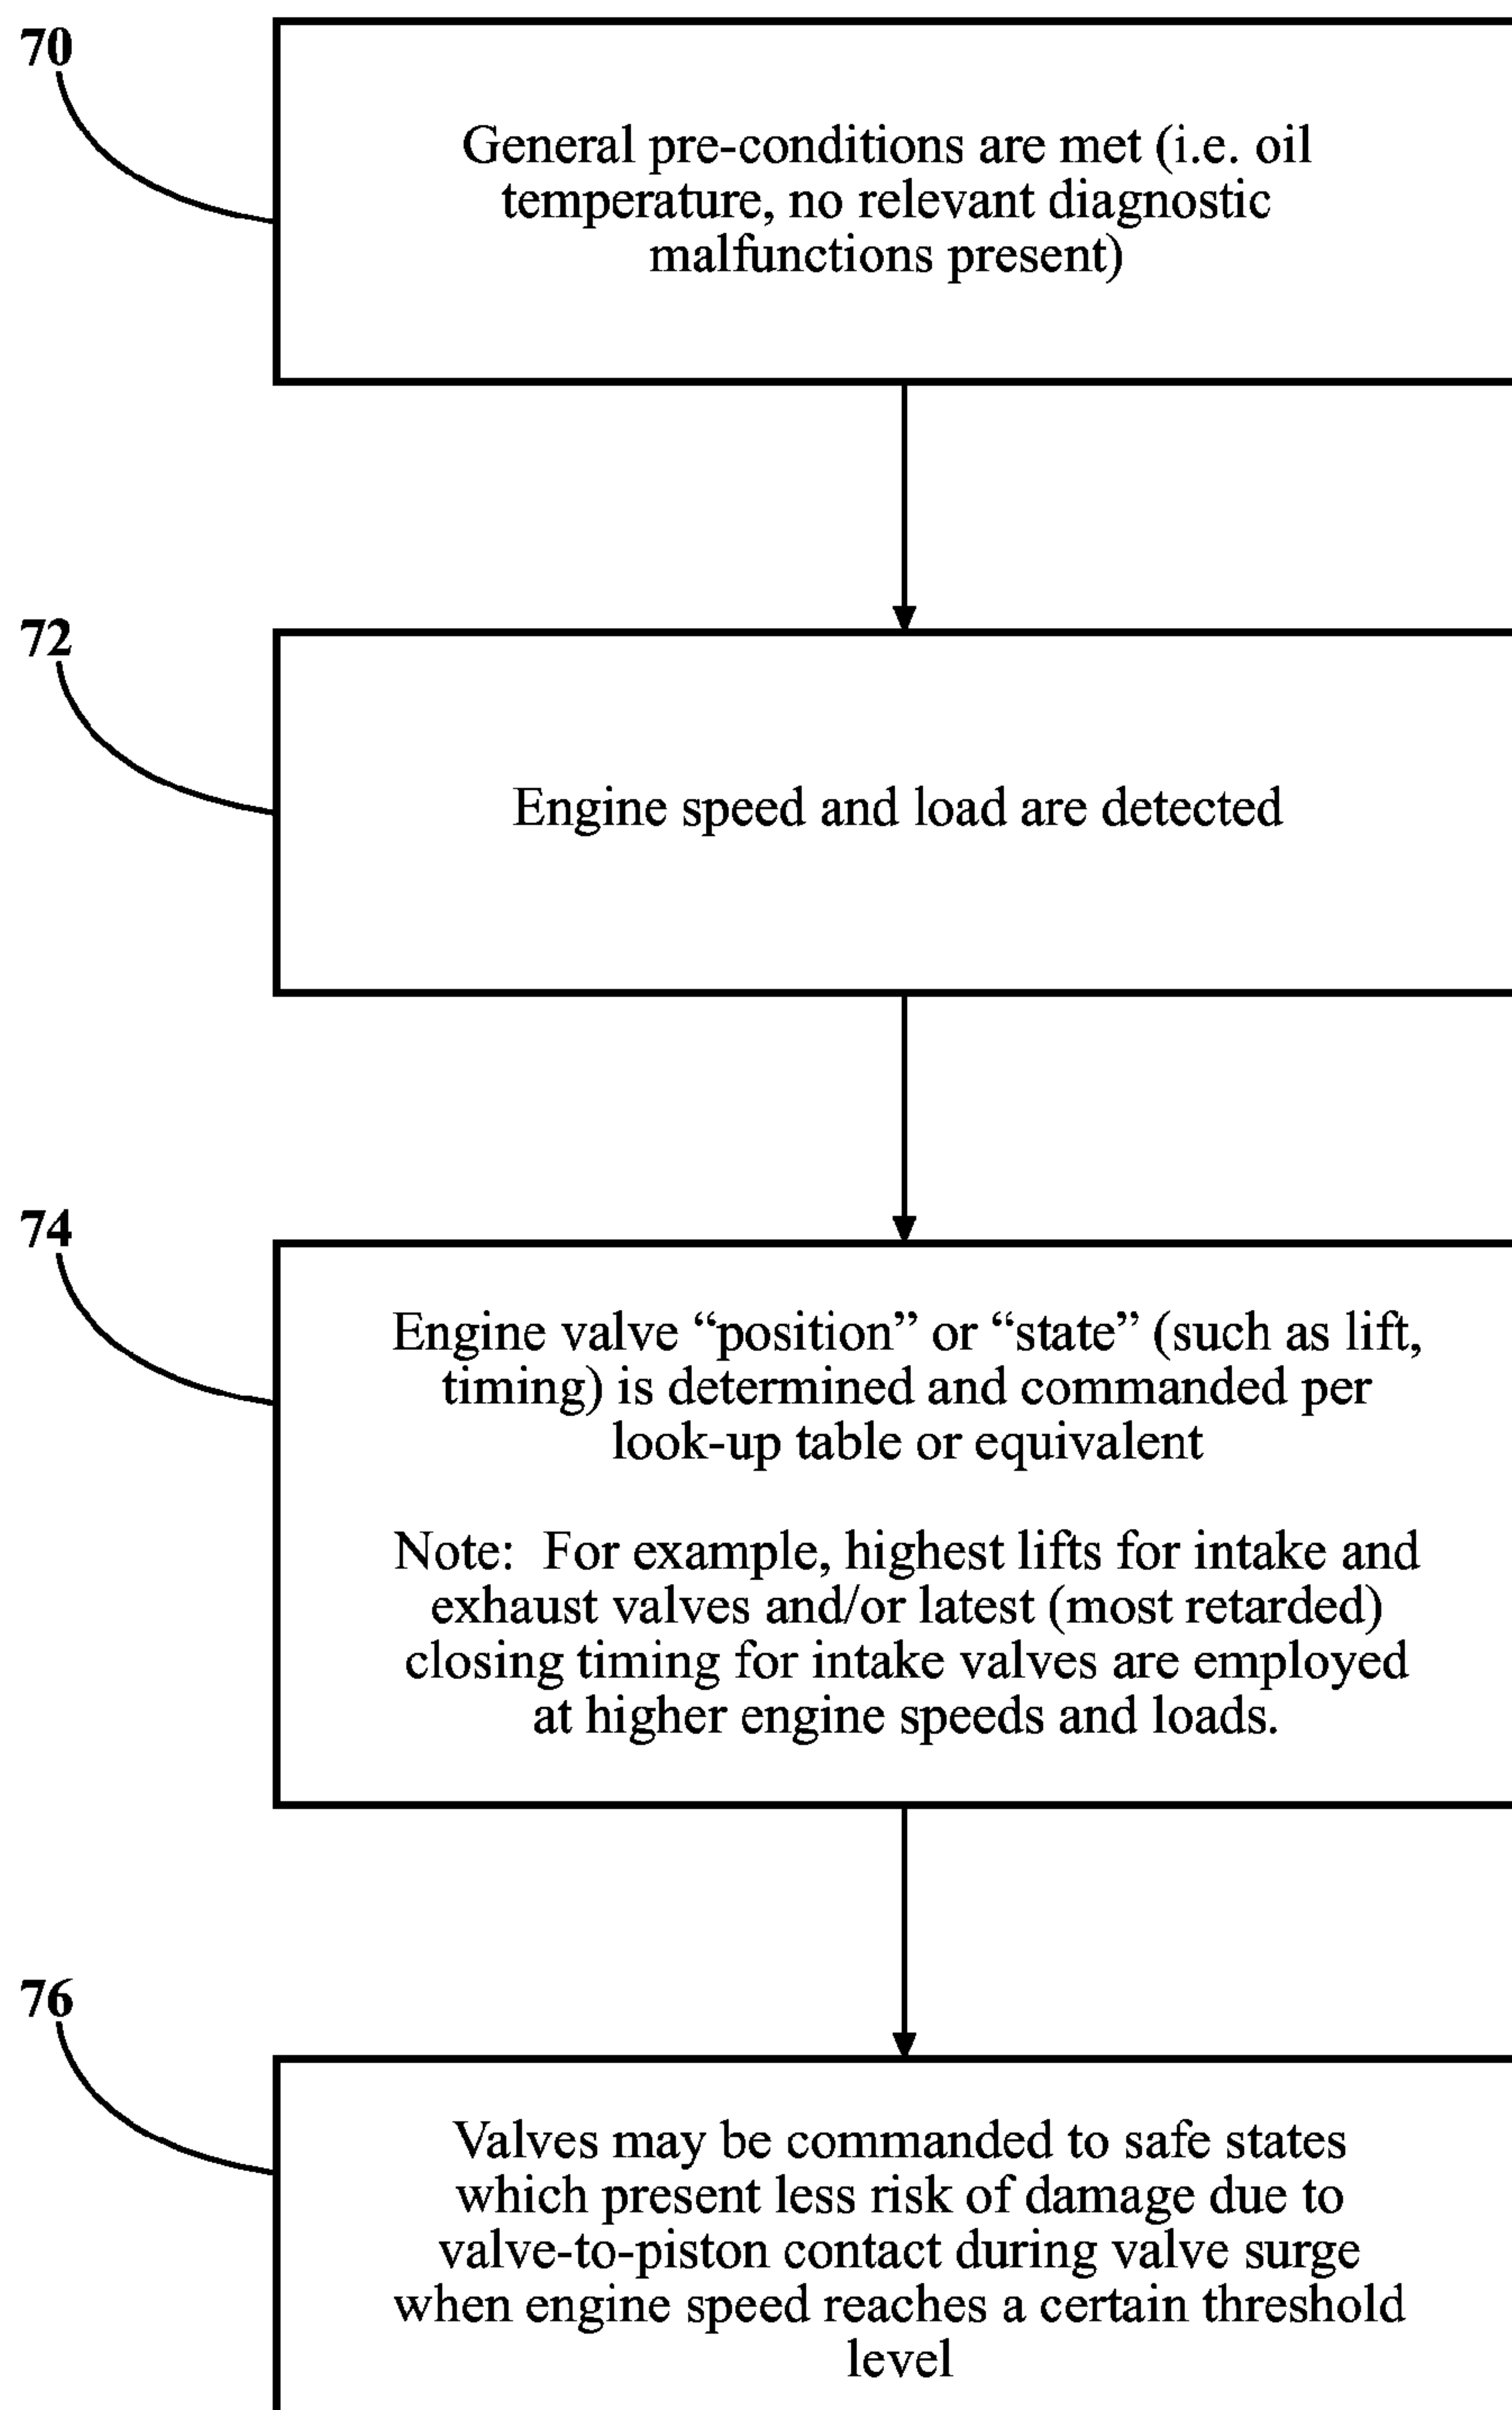 70
General pre-conditions are met (i.e. oil
temperature, no relevant diagnostic
malfunctions present)
72
Engine speed and load are detected
74
Engine valve “position” or “state” (such as lift,
timing) is determined and commanded per
look-up table or equivalent
Note: For example, highest lifts for intake and
exhaust valves and/or latest (most retarded)
closing timing for intake valves are employed
at higher engine speeds and loads.
76
Valves may be commanded to safe states
which present less risk of damage due to
valve-to-piston contact during valve surge
when engine speed reaches a certain threshold
level